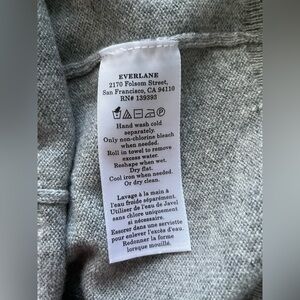 EVERLANE
2170 Folsom Street,
San Francisco, CA 94110
RN# 139393
Hand wash cold
separately.
Only non-chlorine bleach
when needed.
Roll in towel to remove
excess water.
Reshape when wet.
Dry flat.
Cool iron when needed.
Or dry clean.
Lavage à la main à
l'eau froide séparément.
Utiliser de l'eau de Javel
sans chlore uniquement
si nécessaire.
Essorer dans une serviette
pour enlever l'excès d'eau.
Redonner la forme
lorsque mouillé.